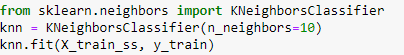 from sklearn.neighbors import KNeighborsClassifier
knn = KNeighborsClassifier(n_neighbors=10)
knn.fit(X_train_ss, y_train)